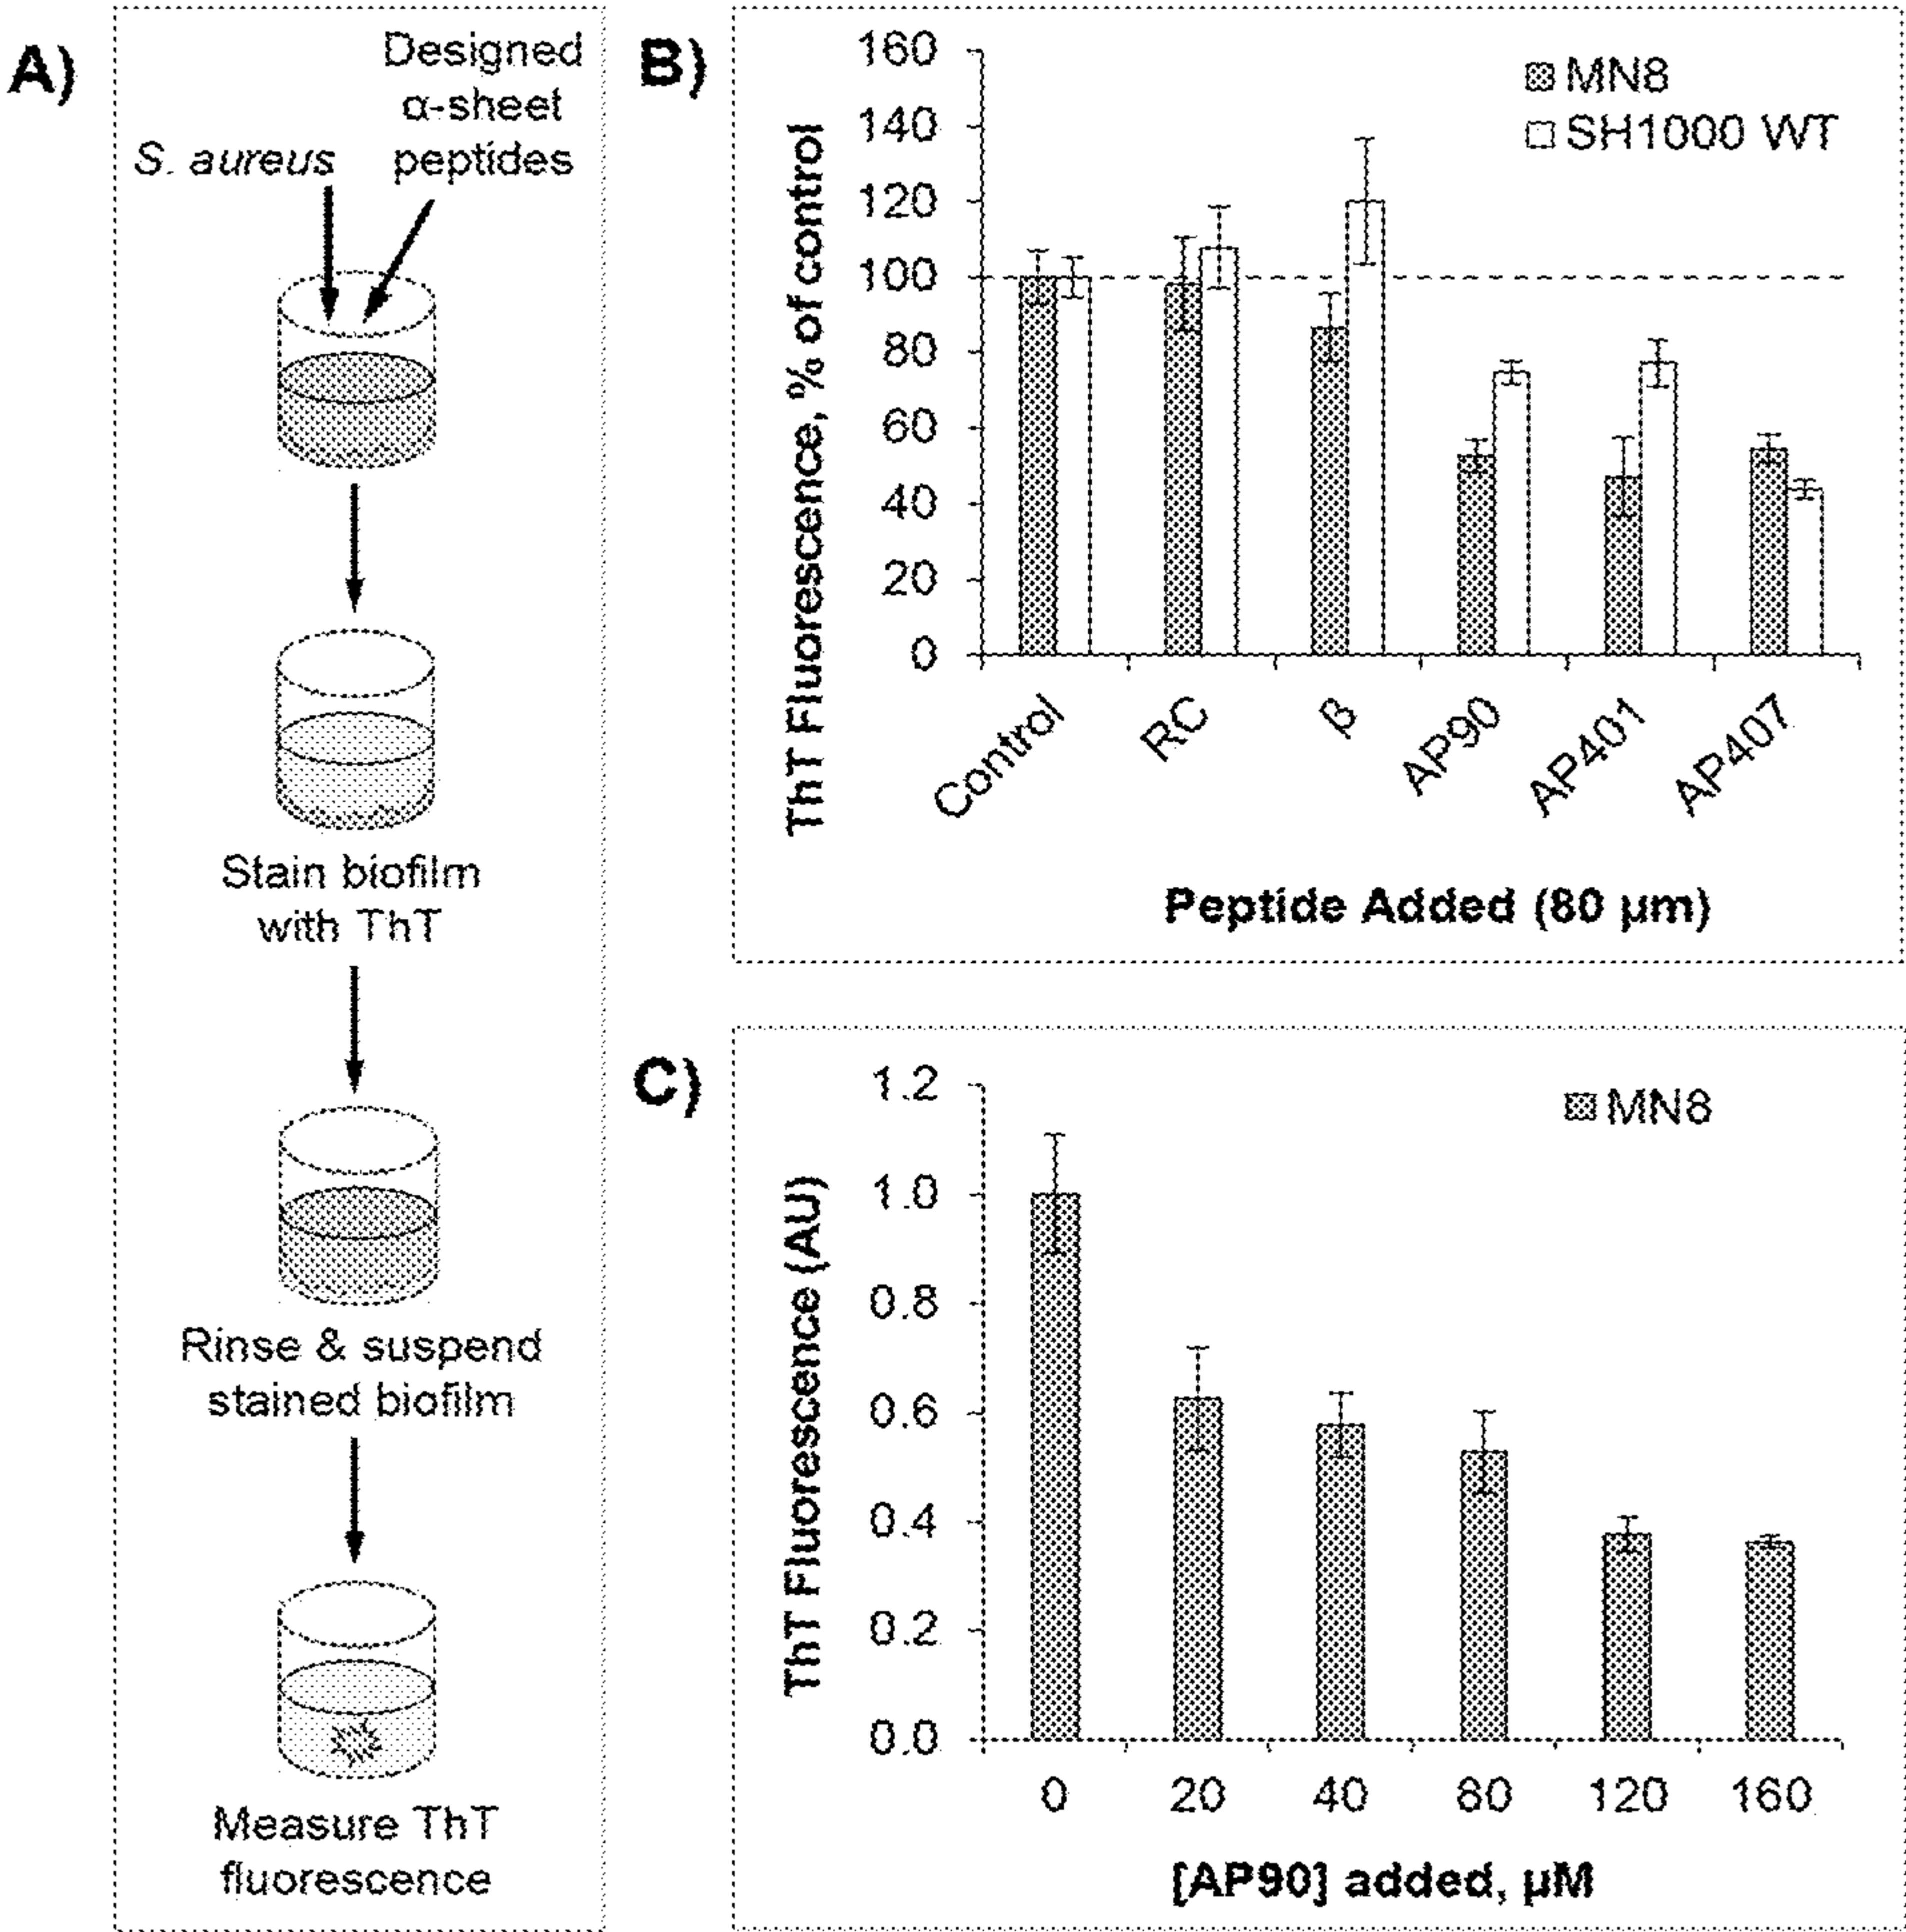 A)
Designed
α-sheet
S. aureus peptides
Stain biofilm
with ThT
Rinse & suspend
stained biofilm
Measure ThT
fluorescence
B)
ThT Fluorescence, % of control
160
140
120
100
80
60
40
20
0
MN8
SH1000 WT
Control
RC
β
AP90
AP401
AP407
Peptide Added (80 µm)
C)
ThT Fluorescence (AU)
1.2
1.0
0.8
0.6
0.4
0.2
0.0
MN8
0 20 40 80 120 160
[AP90] added, µM